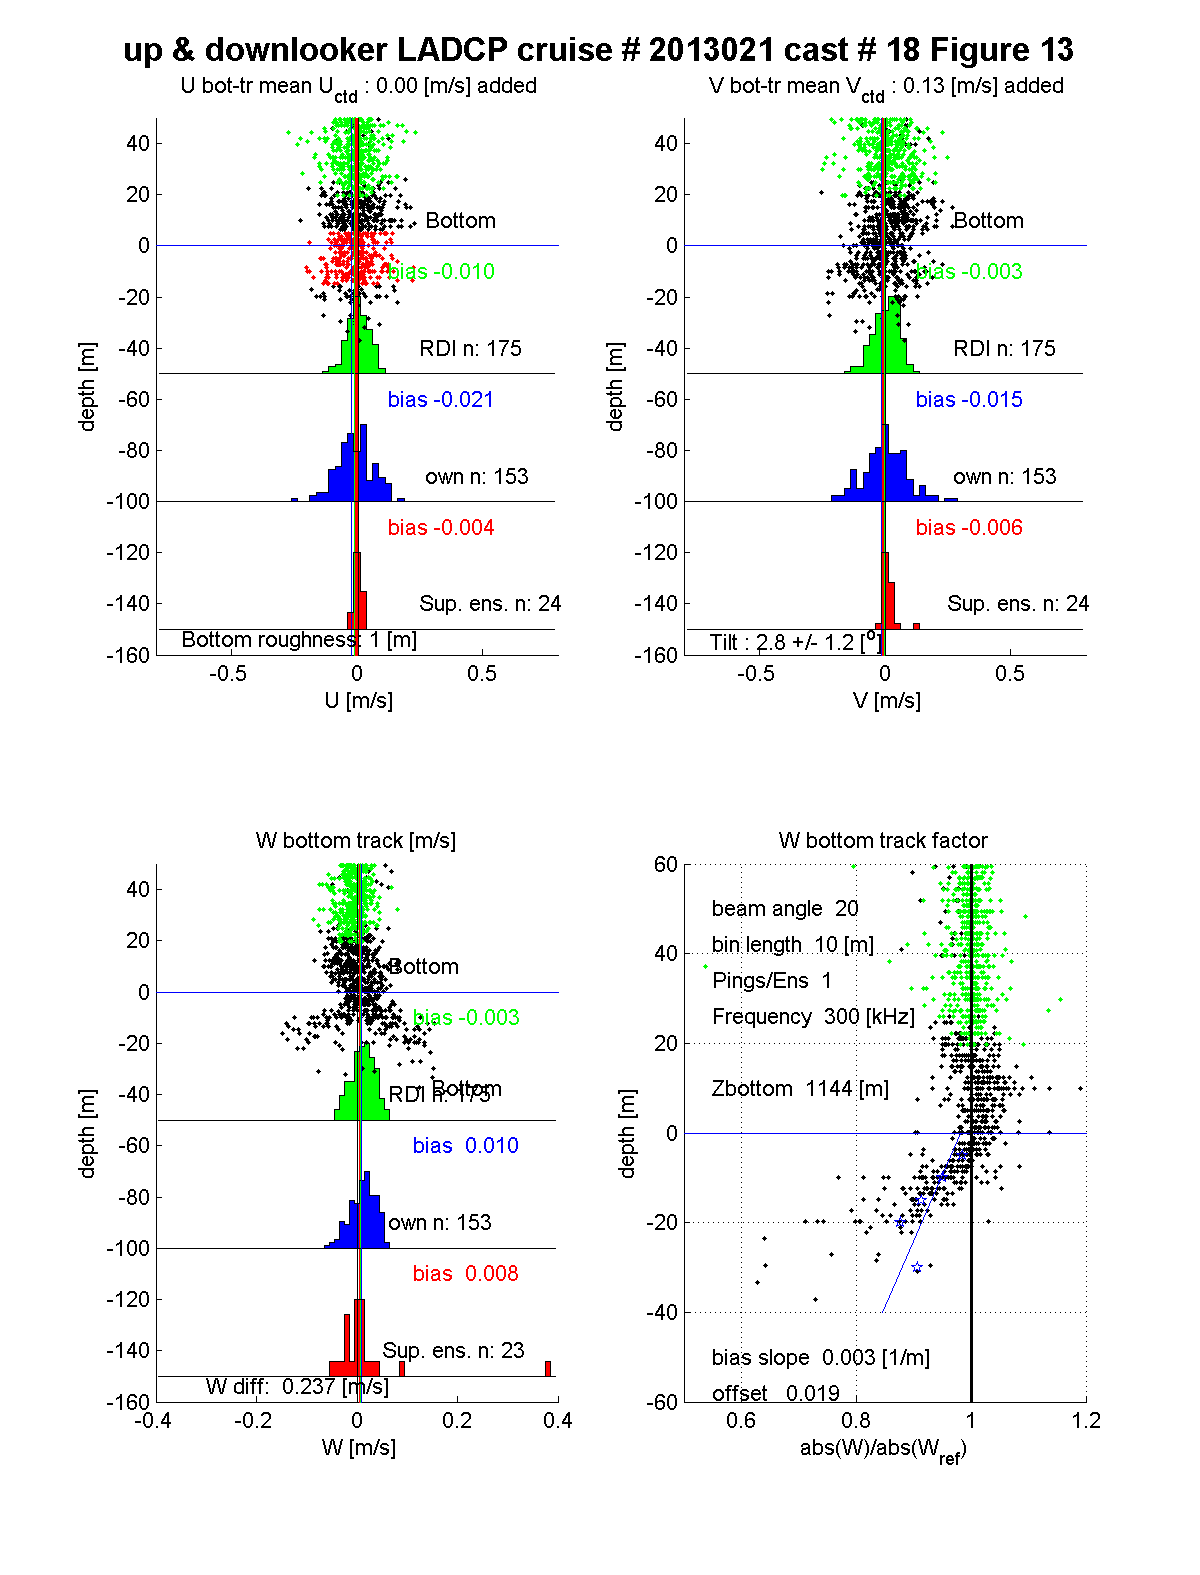 up & downlooker LADCP cruise # 2013021 cast # 18 Figure 13
U bot-tr mean Uctd : 0.00 [m/s] added
40
20
0
-20
-40
-60
-80
-100
-120
-140
-160
depth [m]
Bottom
bias -0.010
RDI n: 175
bias -0.021
own n: 153
bias -0.004
Sup. ens. n: 24
Bottom roughness: 1 [m]
-0.5
0
0.5
U [m/s]
V bot-tr mean Vctd : 0.13 [m/s] added
40
20
0
-20
-40
-60
-80
-100
-120
-140
-160
depth [m]
Bottom
bias -0.003
RDI n: 175
bias -0.015
own n: 153
bias -0.006
Sup. ens. n: 24
Tilt : 2.8 +/- 1.2 [o]
-0.5
0
0.5
V [m/s]
W bottom track [m/s]
40
20
0
-20
-40
-60
-80
-100
-120
-140
-160
depth [m]
Bottom
bias -0.003
Bottom
RDI n: 175
bias 0.010
own n: 153
bias 0.008
Sup. ens. n: 23
W diff: 0.237 [m/s]
-0.4
-0.2
0
0.2
0.4
W [m/s]
W bottom track factor
60
40
20
0
-20
-40
-60
depth [m]
beam angle 20
bin length 10 [m]
Pings/Ens 1
Frequency 300 [kHz]
Zbottom 1144 [m]
bias slope 0.003 [1/m]
offset 0.019
0.6
0.8
1
1.2
abs(W)/abs(Wref)